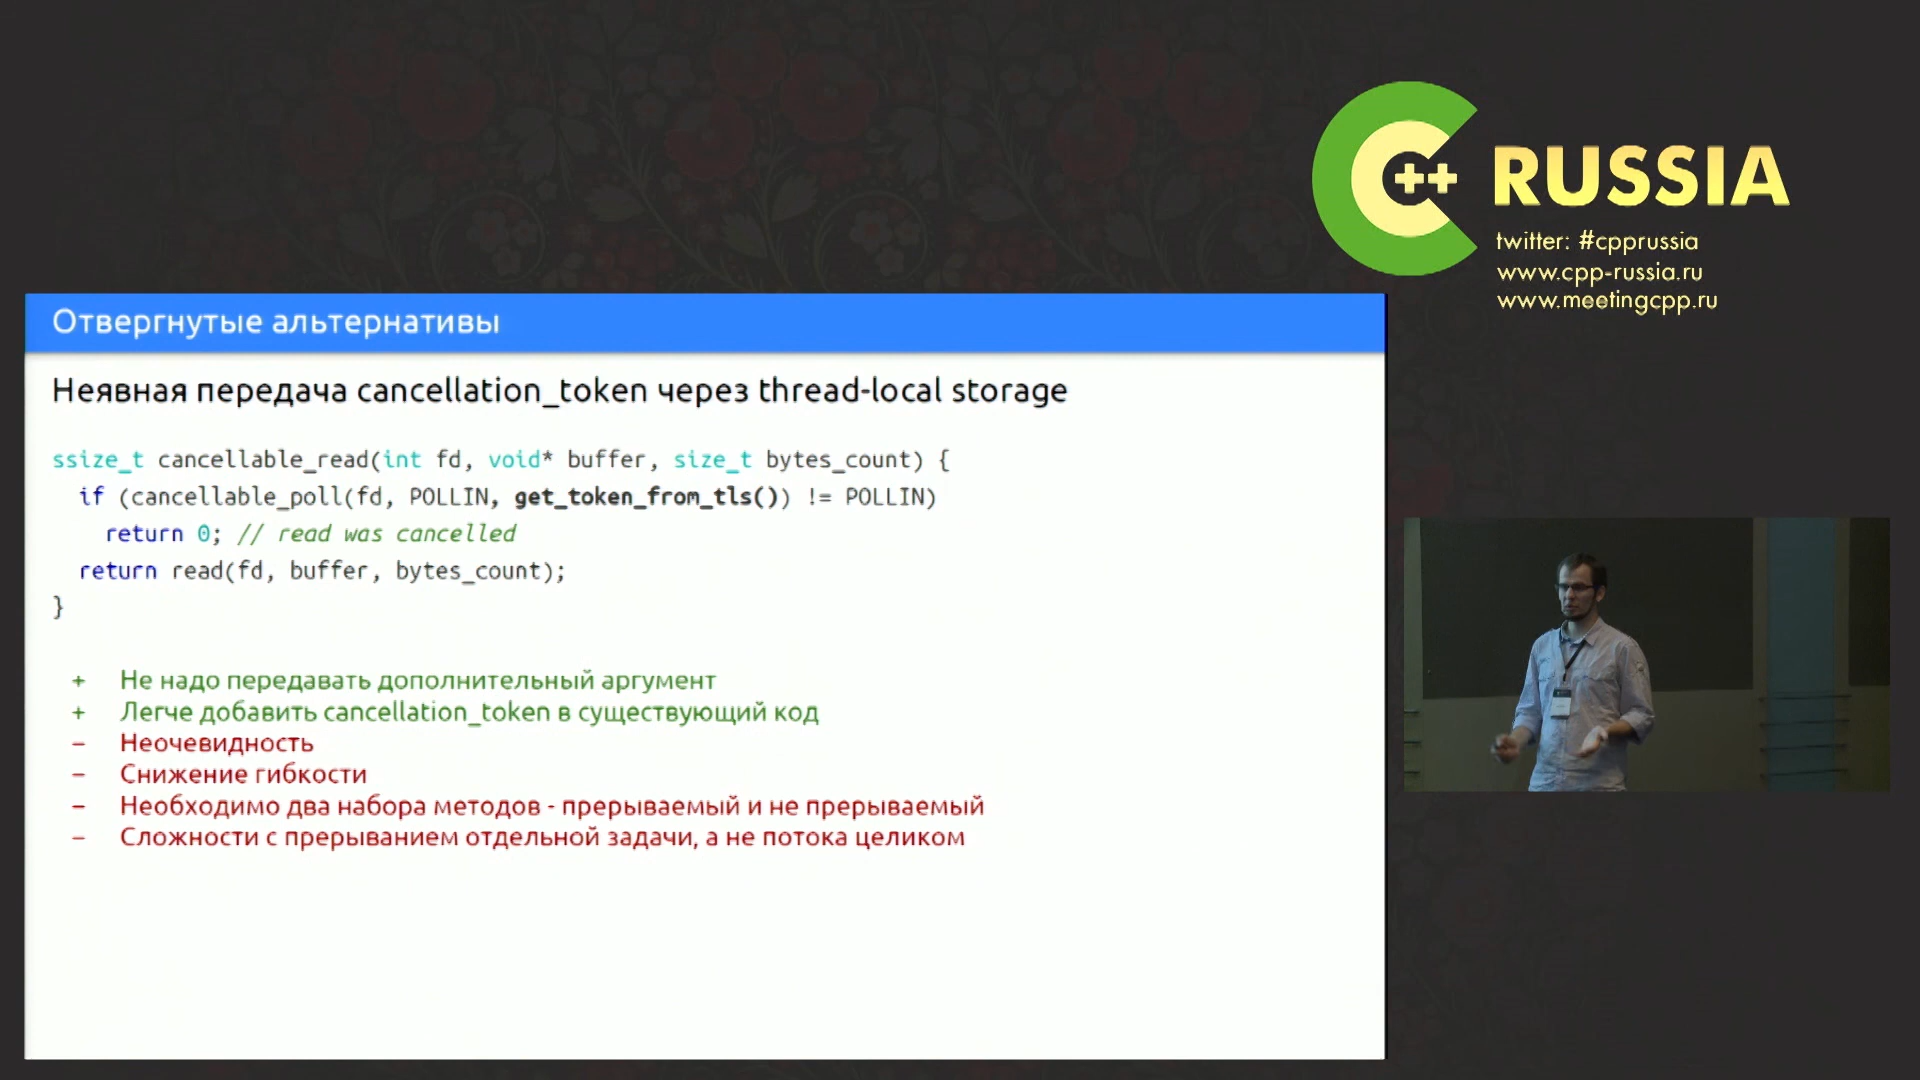 C++ RUSSIA
twitter: #cpprussia
www.cpp-russia.ru
www.meetingcpp.ru
Отвергнутые альтернативы
Неявная передача cancellation_token через thread-local storage
ssize_t cancellable_read(int fd, void* buffer, size_t bytes_count) {
if (cancellable_poll(fd, POLLIN, get_token_from_tls()) != POLLIN)
return 0; // read was cancelled
return read(fd, buffer, bytes_count);
}
+ Не надо передавать дополнительный аргумент
+ Легче добавить cancellation_token в существующий код
– Неочевидность
– Снижение гибкости
– Необходимо два набора методов - прерываемый и не прерываемый
– Сложности с прерыванием отдельной задачи, а не потока целиком